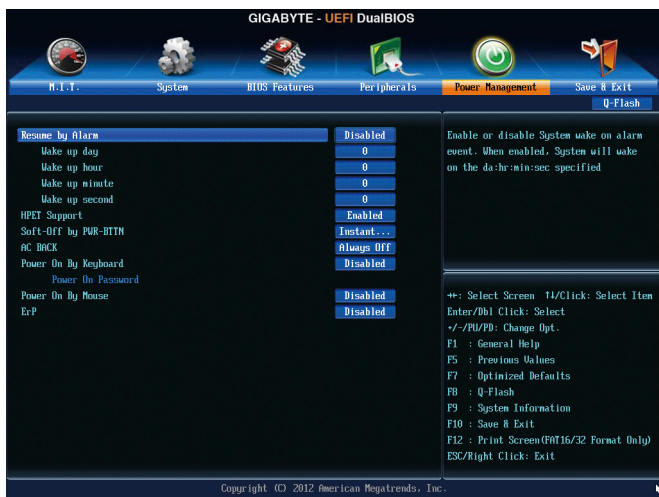 GIGABYTE - UEFI DualBIOS
M.I.T.
System
BIOS Features
Peripherals
Power Management
Save & Exit
Q-Flash
Resume by Alarm Disabled
Wake up day 0
Wake up hour 0
Wake up minute 0
Wake up second 0
HPET Support Enabled
Soft-Off by PWR-BTTN Instant...
AC BACK Always Off
Power On By Keyboard Disabled
Power On Password
Power On By Mouse Disabled
ErP Disabled
Enable or disable System wake on alarm
event. When enabled, System will wake
on the da:hr:min:sec specified
→←: Select Screen ↑↓/Click: Select Item
Enter/Dbl Click: Select
+/-/PU/PD: Change Opt.
F1 : General Help
F5 : Previous Values
F7 : Optimized Defaults
F8 : Q-Flash
F9 : System Information
F10 : Save & Exit
F12 : Print Screen(FAT16/32 Format Only)
ESC/Right Click: Exit
Copyright (C) 2012 American Megatrends, Inc.